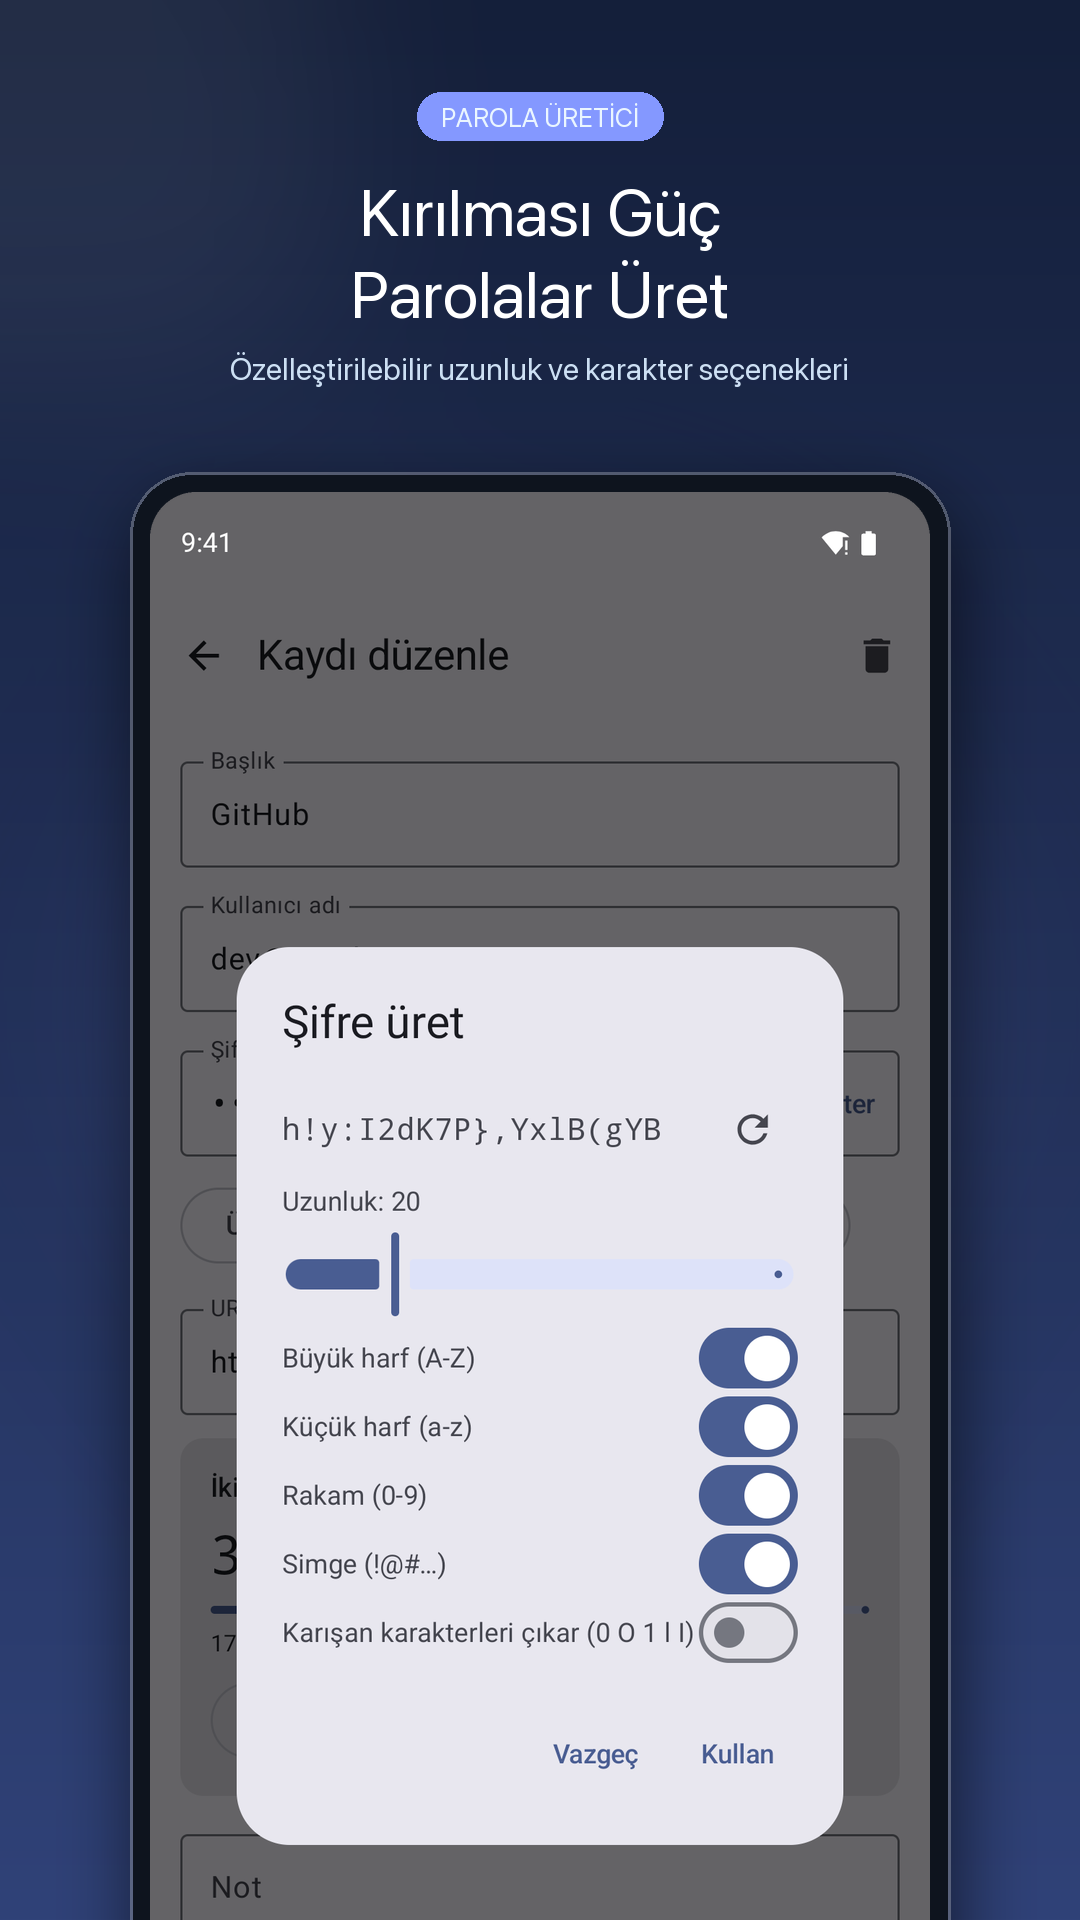 PAROLA ÜRETİCİ
Kırılması Güç
Parolalar Üret
Özelleştirilebilir uzunluk ve karakter seçenekleri
9:41
Kaydı düzenle
Başlık
GitHub
Kullanıcı adı
Şifre üret
h!y:I2dK7P},YxlB(gYB
Uzunluk: 20
Büyük harf (A-Z)
Küçük harf (a-z)
Rakam (0-9)
Simge (!@#…)
Karışan karakterleri çıkar (0 O 1 l I)
Vazgeç Kullan
Not